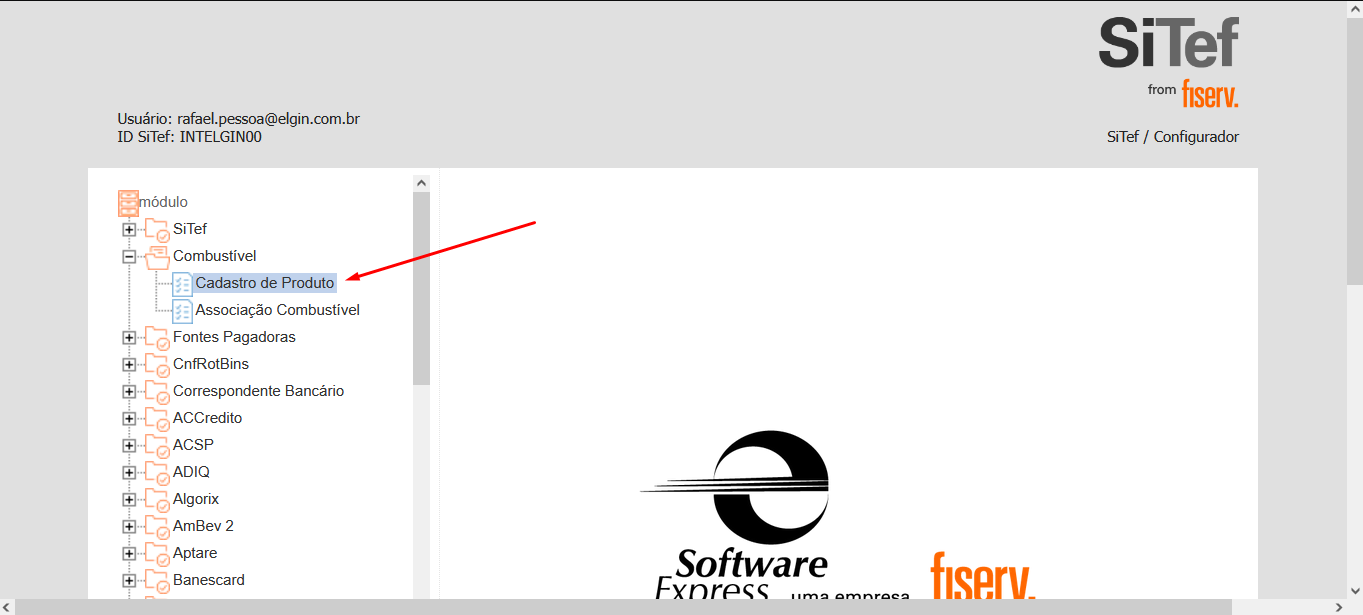 SiTef
from fiserv.
Usuário: rafael.pessoa@elgin.com.br
ID SiTef: INTELGIN00
SiTef / Configurador
módulo
SiTef
Combustível
Cadastro de Produto
Associação Combustível
Fontes Pagadoras
CnfRotBins
Correspondente Bancário
ACCredito
ACSP
ADIQ
Algorix
AmBev 2
Aptare
Banescard
Software
Express
uma empresa
fiserv.